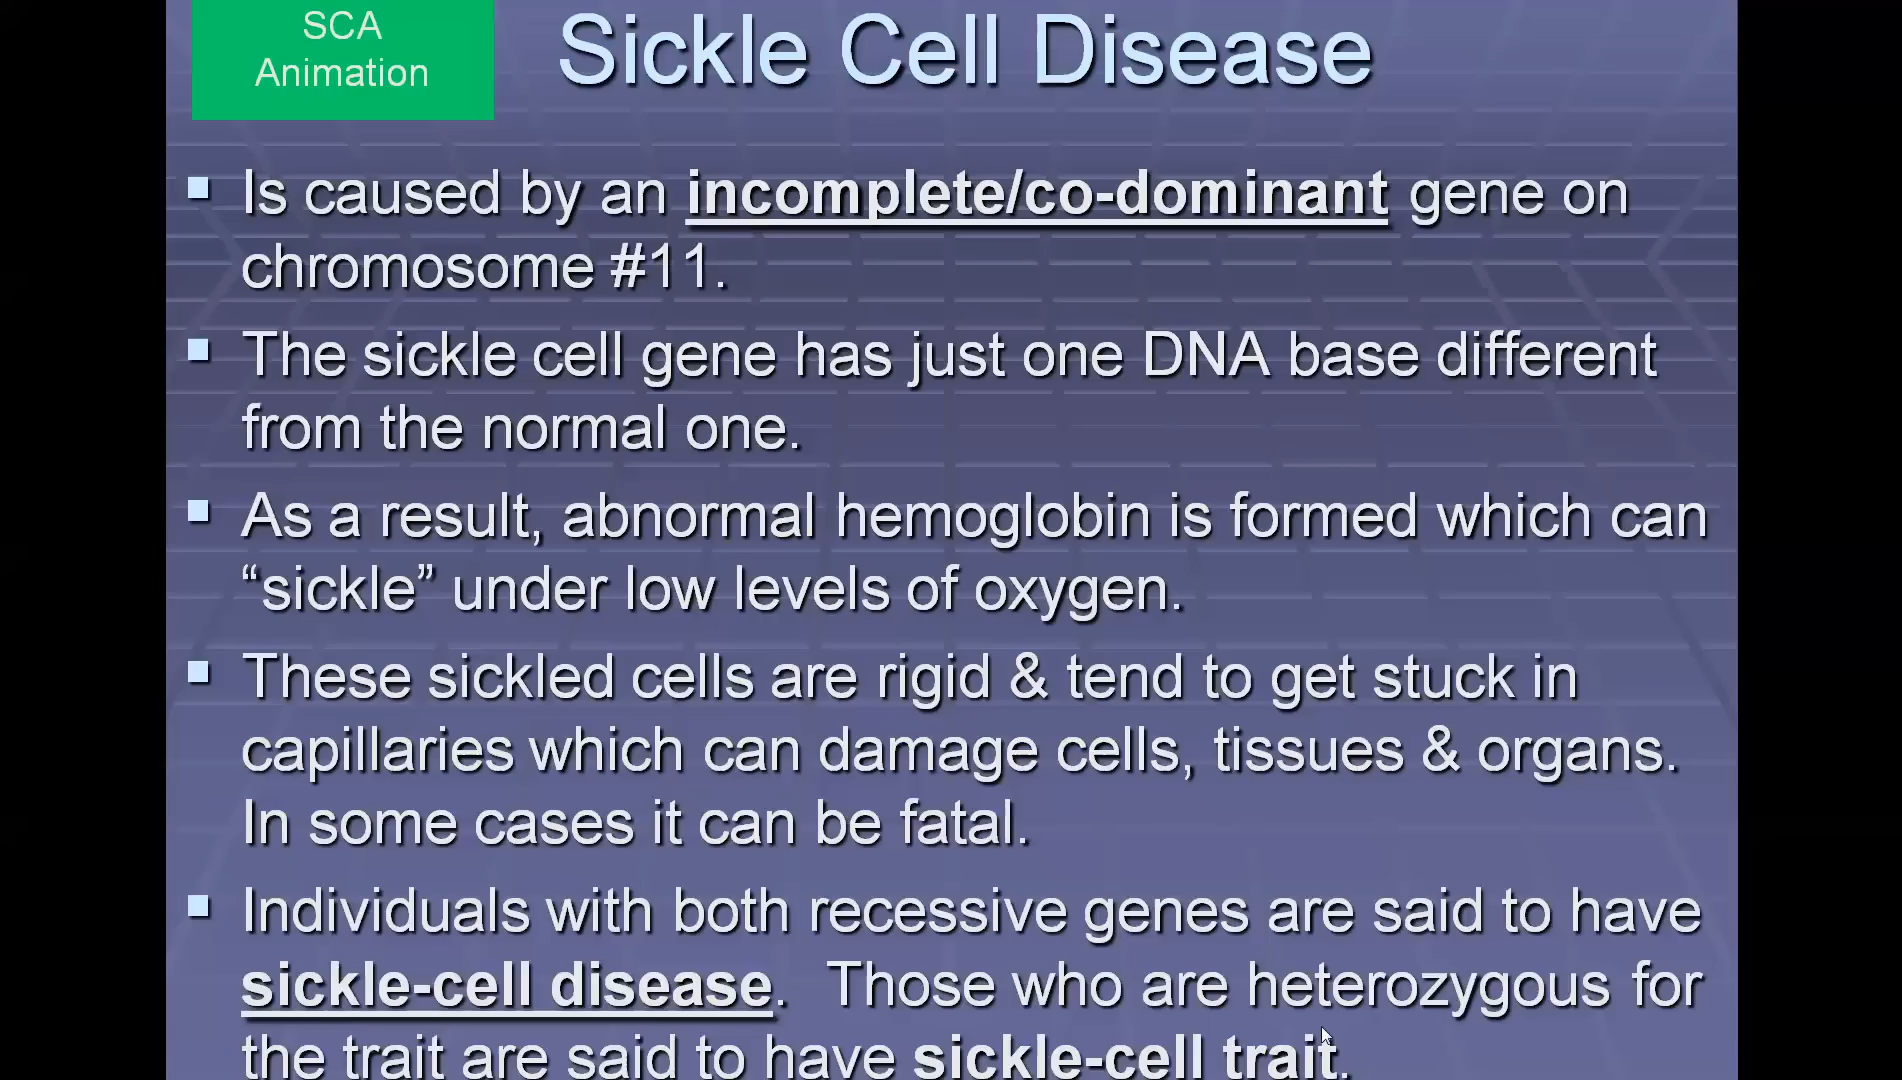 SCA
Animation
Sickle Cell Disease
Is caused by an incomplete/co-dominant gene on
chromosome #11.
The sickle cell gene has just one DNA base different
from the normal one.
As a result, abnormal hemoglobin is formed which can
“sickle” under low levels of oxygen.
These sickled cells are rigid & tend to get stuck in
capillaries which can damage cells, tissues & organs.
In some cases it can be fatal.
Individuals with both recessive genes are said to have
sickle-cell disease.  Those who are heterozygous for
the trait are said to have sickle-cell trait.